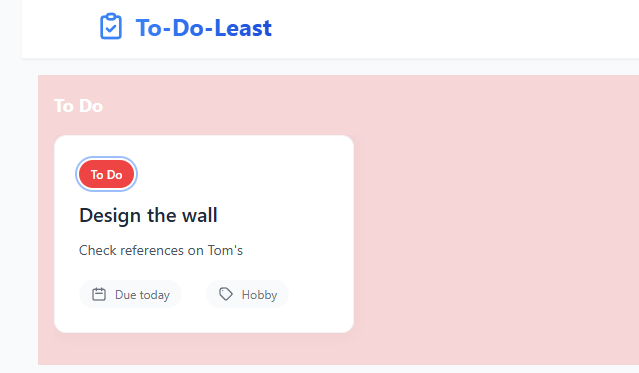 To-Do-Least
To Do
To Do
Design the wall
Check references on Tom's
Due today
Hobby